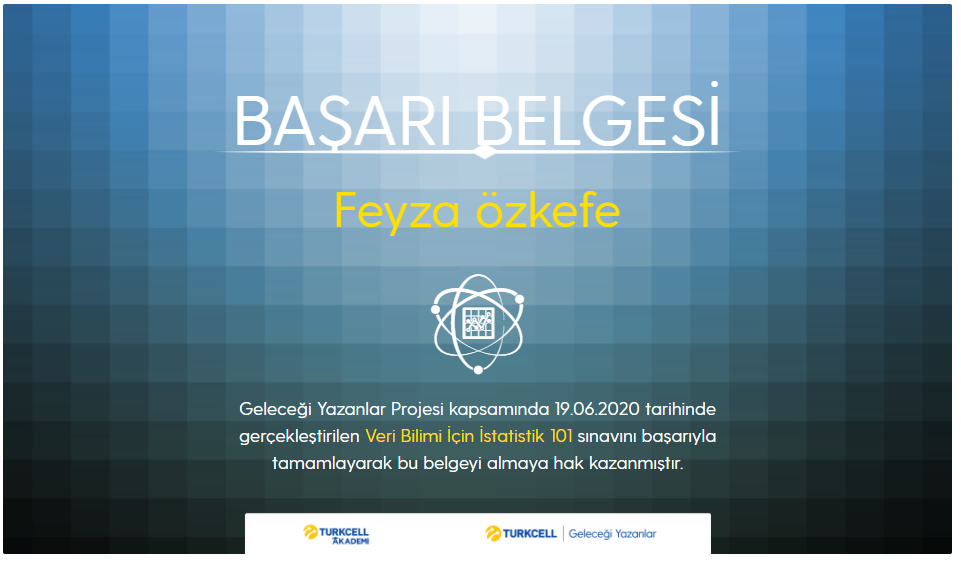 BAŞARI BELGESİ
Feyza özkefe
Geleceği Yazanlar Projesi kapsamında 19.06.2020 tarihinde
gerçekleştirilen Veri Bilimi İçin İstatistik 101 sınavını başarıyla
tamamlayarak bu belgeyi almaya hak kazanmıştır.
TURKCELL
AKADEMİ
TURKCELL Geleceği Yazanlar